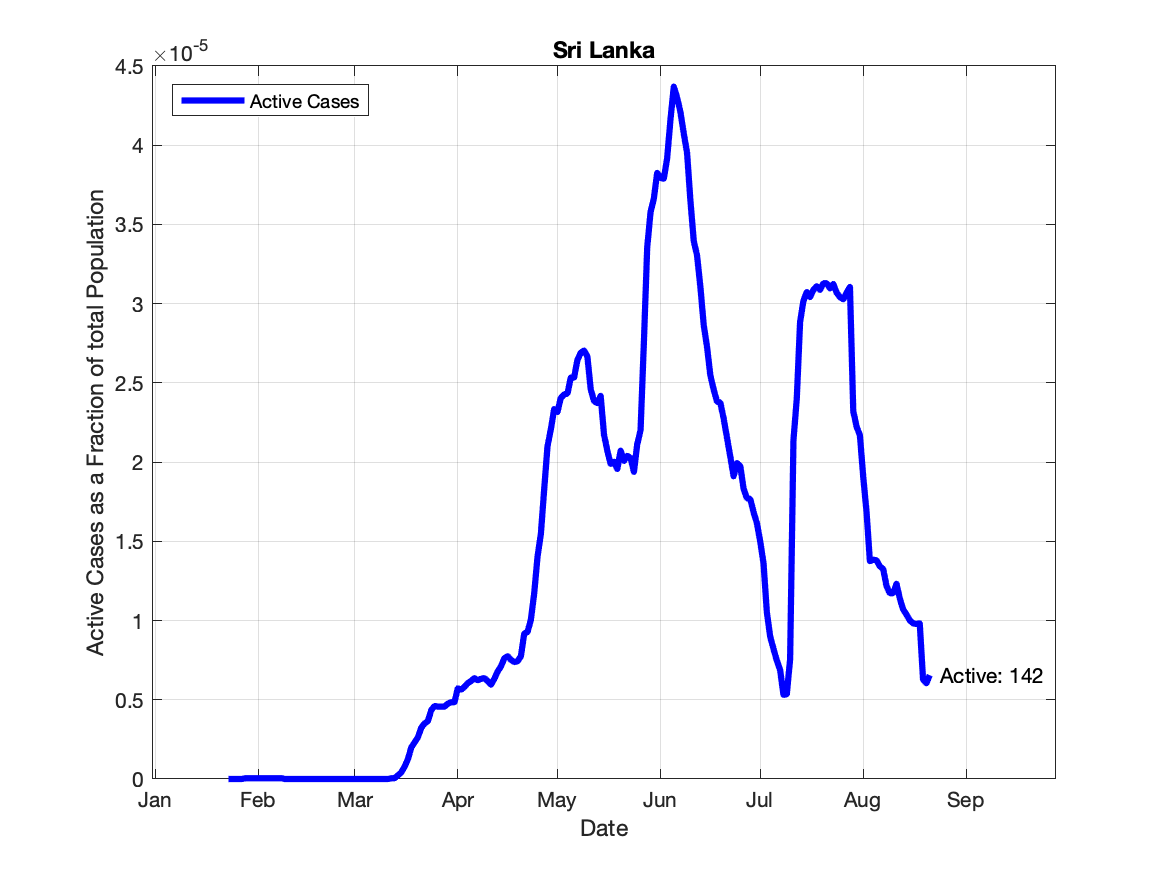 Sri Lanka
×10-5
4.5
4
3.5
3
2.5
2
1.5
1
0.5
0
Active Cases
Active Cases as a Fraction of total Population
Active: 142
Jan Feb Mar Apr May Jun Jul Aug Sep
Date